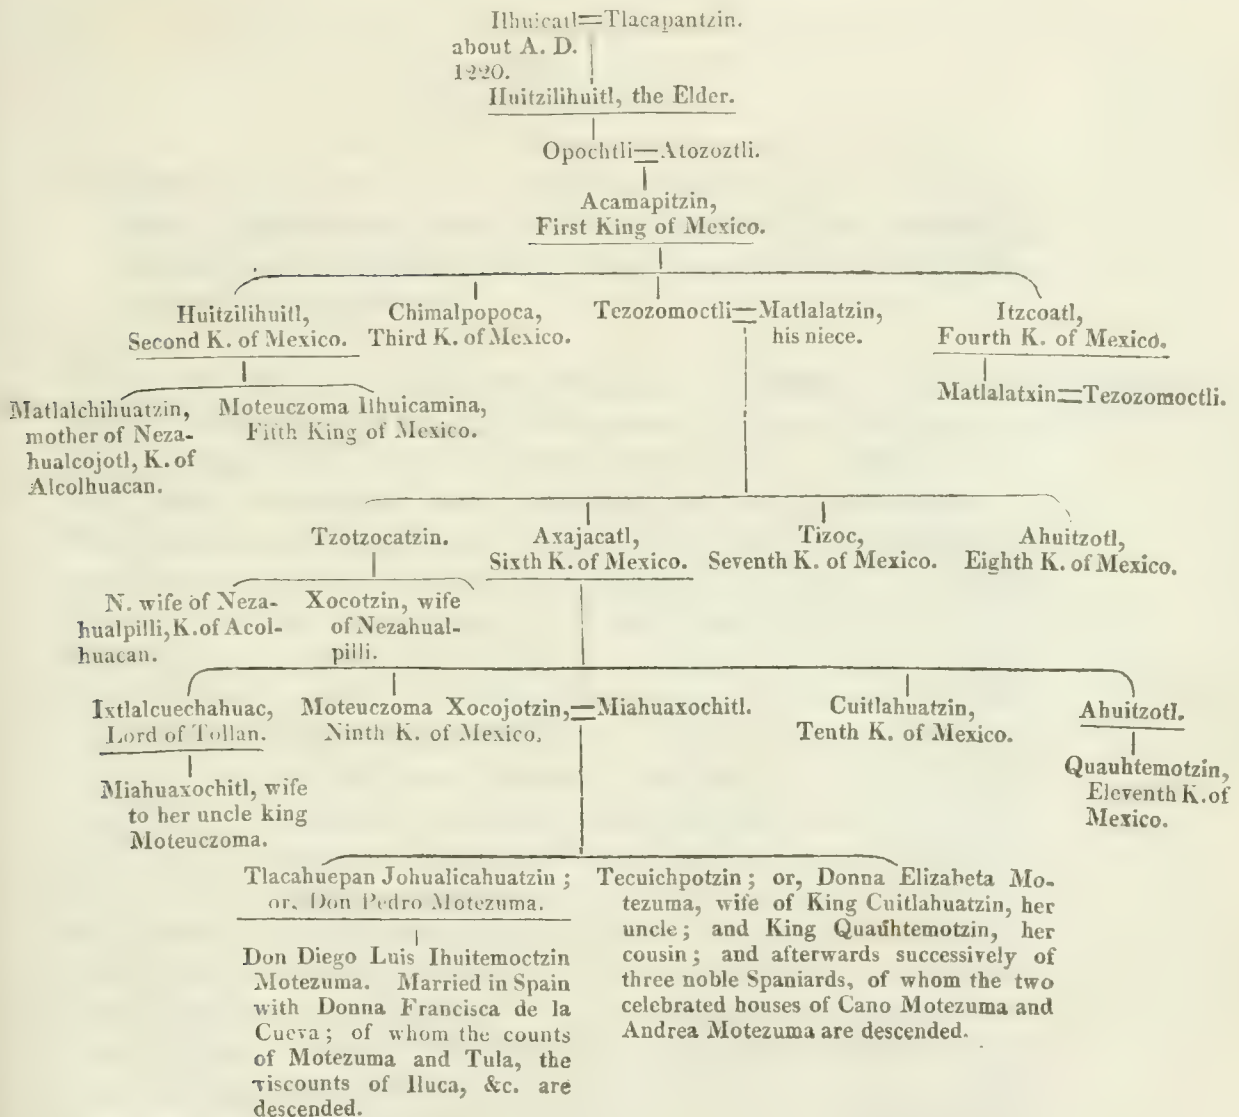 Ilhuicatl=Tlacapantzin.
about A. D.
1220.
Huitzilihuitl, the Elder.
Opochtli=Atozoztli.
Acamapitzin,
First King of Mexico.
Huitzilihuitl,
Second K. of Mexico.
Chimalpopoca,
Third K. of Mexico.
Tezozomoctli=Matlalatzin,
his niece.
Itzcoatl,
Fourth K. of Mexico.
Matlalchihuatzin,
mother of Neza-
hualcojotl, K. of
Alcolhuacan.
Moteuczoma Ilhuicamina,
Fifth King of Mexico.
Matlalatxin=Tezozomoctli.
Tzotzocatzin.
Axajacatl,
Sixth K. of Mexico.
Tizoc,
Seventh K. of Mexico.
Ahuitzotl,
Eighth K. of Mexico.
N. wife of Neza-
hualpilli, K. of Acol-
huacan.
Xocotzin, wife
of Nezahual-
pilli.
Ixtlalcuechahuac,
Lord of Tollan.
Moteuczoma Xocojotzin,=Miahuaxochitl.
Ninth K. of Mexico.
Cuitlahuatzin,
Tenth K. of Mexico.
Ahuitzotl.
Miahuaxochitl, wife
to her uncle king
Moteuczoma.
Quauhtemotzin,
Eleventh K. of
Mexico.
Tlacahuepan Johualicahuatzin;
or, Don Pedro Motezuma.
Tecuichpotzin; or, Donna Elizabeta Mo-
tezuma, wife of King Cuitlahuatzin, her
uncle; and King Quauhtemotzin, her
cousin; and afterwards successively of
three noble Spaniards, of whom the two
celebrated houses of Cano Motezuma and
Andrea Motezuma are descended.
Don Diego Luis Ihuitemoctzin
Motezuma. Married in Spain
with Donna Francisca de la
Cueva; of whom the counts
of Motezuma and Tula, the
viscounts of Iluca, &c. are
descended.